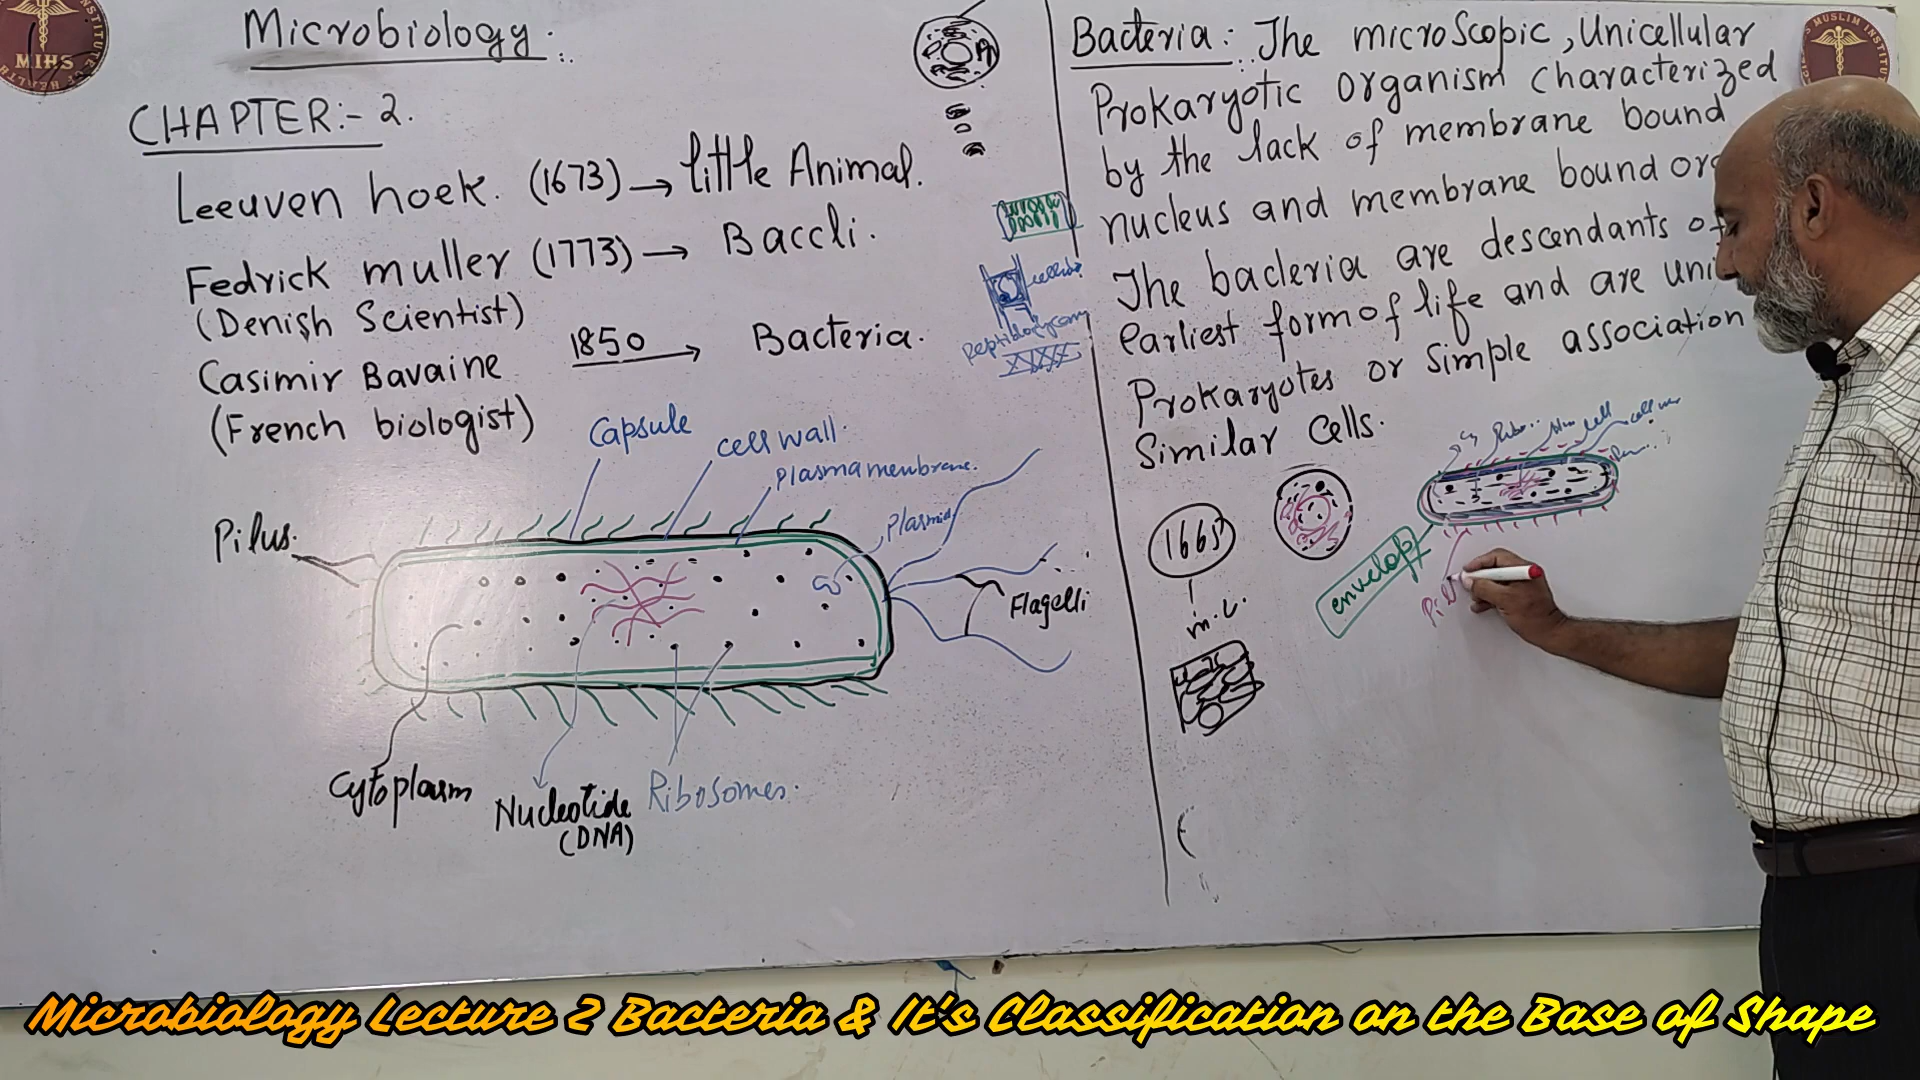 Microbiology.
CHAPTER:- 2.
Leeuven hoek. (1673) → little Animal.
Fedrick muller (1773) → Baccli.
(Denish Scientist)
Casimir Bavaine 1850 → Bacteria.
(French biologist)
Capsule
cell wall.
Plasma membrane.
Plasmid
Pilus.
Flagelli
Cytoplasm
Nucleotide
(DNA)
Ribosomes.
Bacteria: The microscopic, Unicellular
Prokaryotic organism characterized
by the lack of membrane bound
nucleus and membrane bound
The bacteria are descendants of
earliest form of life and are
Prokaryotes or simple association
Similar cells.
1665
envelop
MIHS
MUSLIM INSTITUTE
Microbiology Lecture 2 Bacteria & It's Classification on the Base of Shape